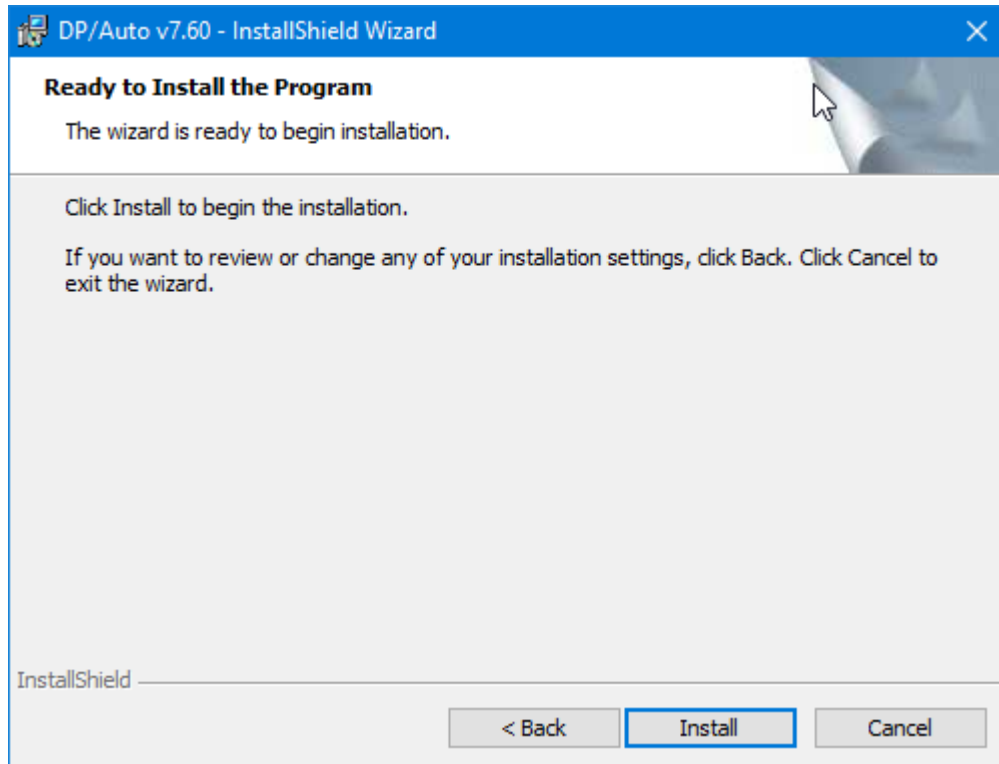 DP/Auto v7.60 - InstallShield Wizard
Ready to Install the Program
The wizard is ready to begin installation.
Click Install to begin the installation.
If you want to review or change any of your installation settings, click Back. Click Cancel to
exit the wizard.
InstallShield
< Back
Install
Cancel